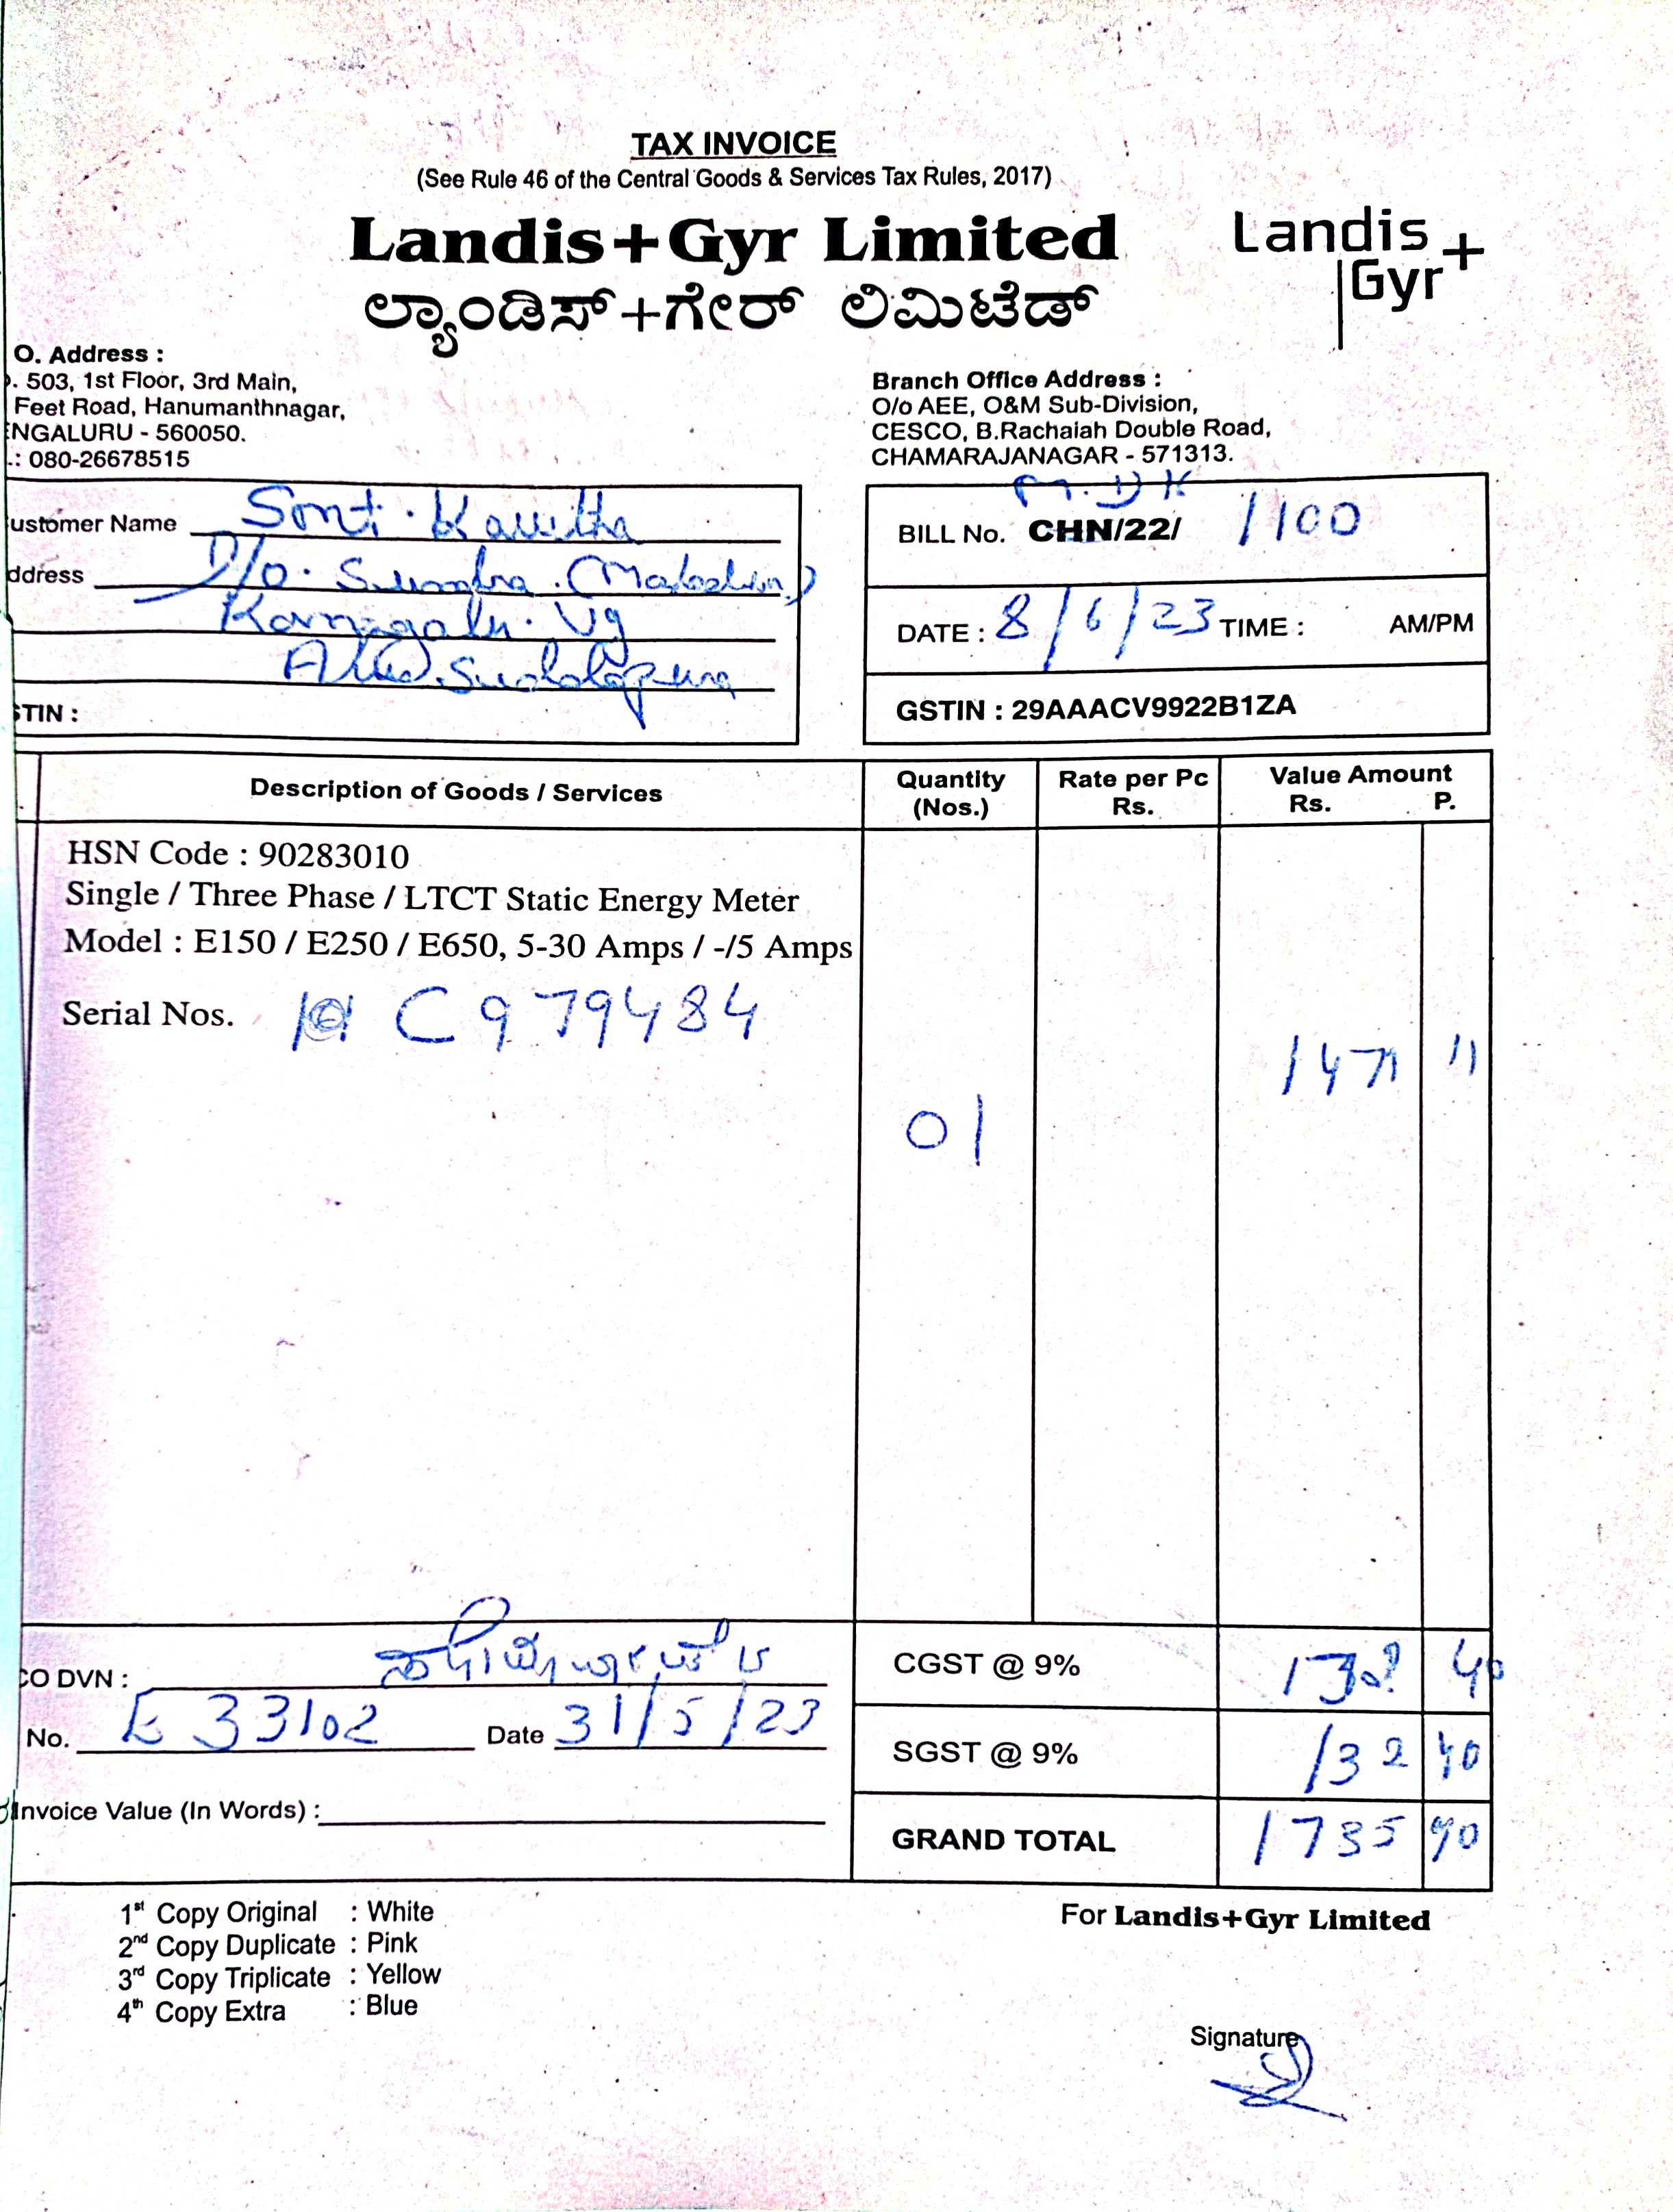 TAX INVOICE
(See Rule 46 of the Central Goods & Services Tax Rules, 2017)
Landis+Gyr Limited
Landis+
Gyr
ಲ್ಯಾಂಡಿಸ್+ಗೇರ್ ಲಿಮಿಟೆಡ್
O. Address :
. 503, 1st Floor, 3rd Main,
Feet Road, Hanumanthnagar,
NGALURU - 560050.
.: 080-26678515
Branch Office Address :
O/o AEE, O&M Sub-Division,
CESCO, B.Rachaiah Double Road,
CHAMARAJANAGAR - 571313.
ustomer Name Smt. Kavitha
ddress D/o.
Vg
STIN :
M.D.K
BILL No. CHN/22/ 1100
DATE : 8/6/23 TIME : AM/PM
GSTIN : 29AAACV9922B1ZA
Description of Goods / Services
Quantity (Nos.)
Rate per Pc Rs.
Value Amount Rs. P.
HSN Code : 90283010
Single / Three Phase / LTCT Static Energy Meter
Model : E150 / E250 / E650, 5-30 Amps / -/5 Amps
Serial Nos. C979484
1471 11
01
CO DVN :
No. E 33102 Date 31/5/23
Invoice Value (In Words) :
CGST @ 9% 132 40
SGST @ 9% 132 40
GRAND TOTAL 1735 90
1st Copy Original : White
2nd Copy Duplicate : Pink
3rd Copy Triplicate : Yellow
4th Copy Extra : Blue
For Landis+Gyr Limited
Signature